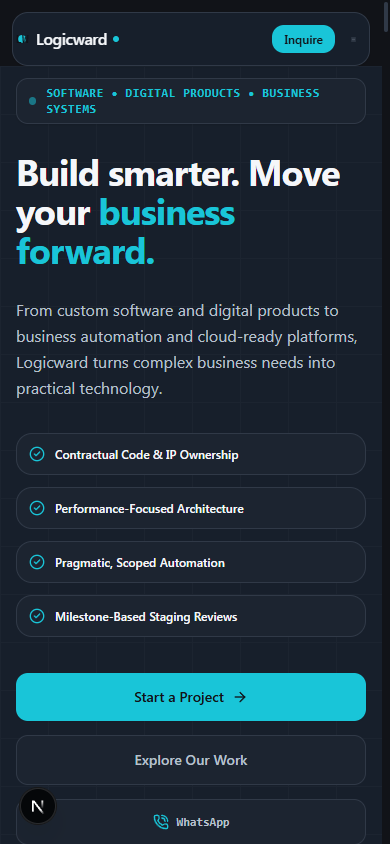 Logicward
Inquire
SOFTWARE • DIGITAL PRODUCTS • BUSINESS
SYSTEMS
Build smarter. Move
your business
forward.
From custom software and digital products to
business automation and cloud-ready platforms,
Logicward turns complex business needs into
practical technology.
Contractual Code & IP Ownership
Performance-Focused Architecture
Pragmatic, Scoped Automation
Milestone-Based Staging Reviews
Start a Project →
Explore Our Work
N
WhatsApp